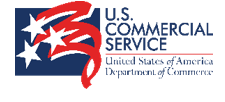 U.S.
COMMERCIAL
SERVICE
United States of America
Department of Commerce